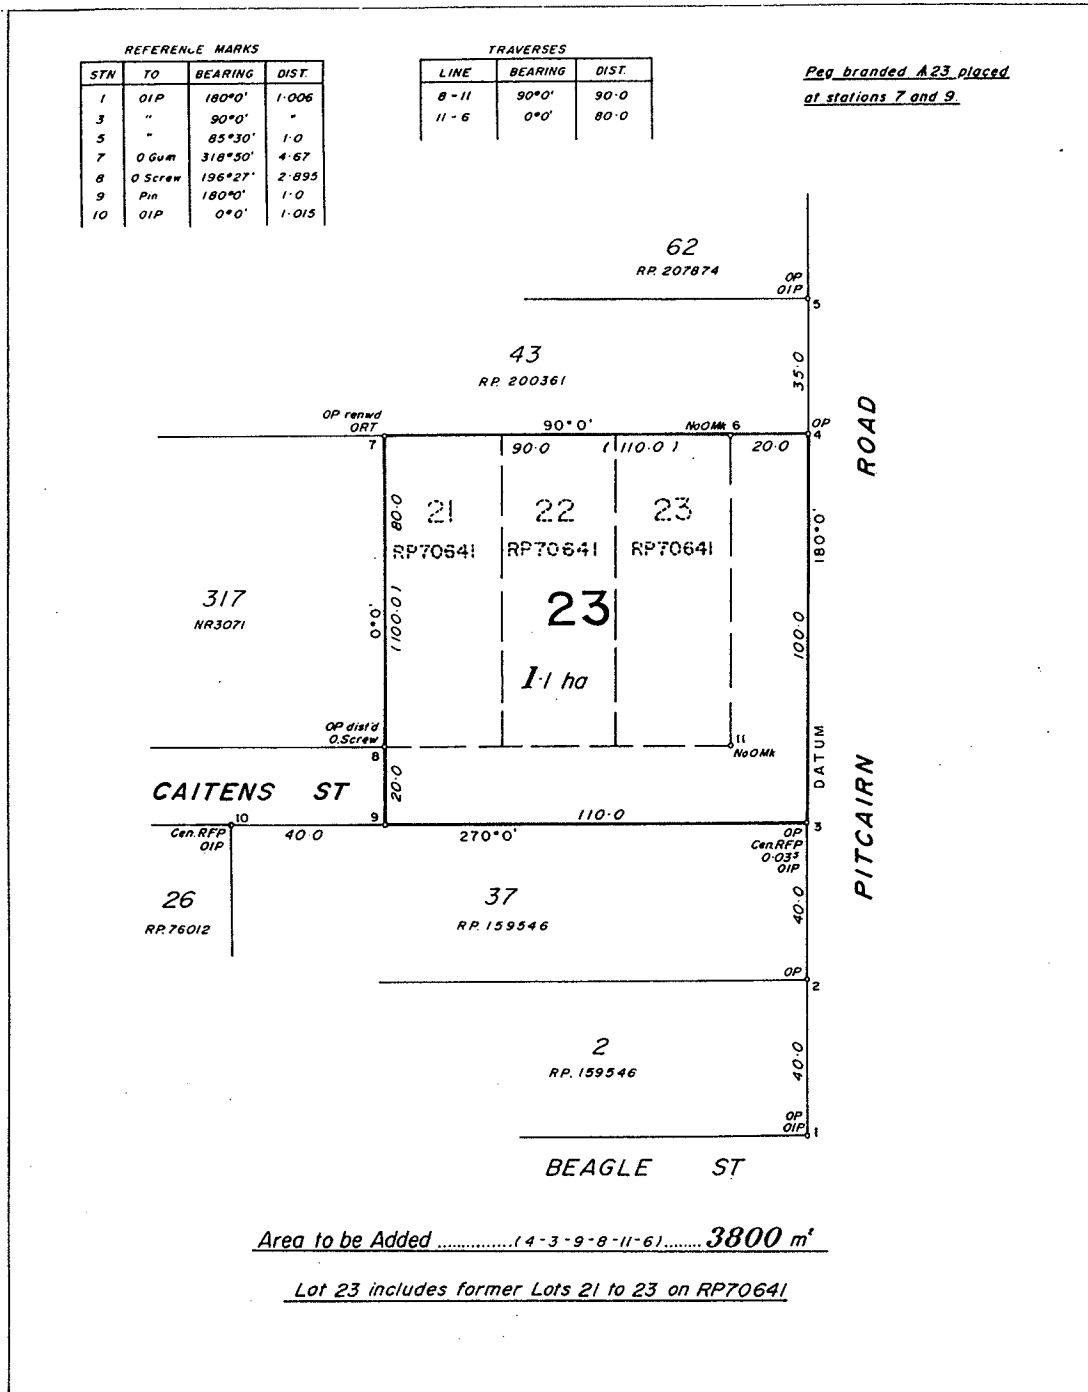 REFERENCE MARKS
STN TO BEARING DIST.
1 OIP 180°0' 1·006
3 " 90°0' "
5 " 85°30' 1·0
7 O Gum 318°50' 4·67
8 O Screw 196°27' 2·895
9 Pin 180°0' 1·0
10 OIP 0°0' 1·015
TRAVERSES
LINE BEARING DIST.
8-11 90°0' 90·0
11-6 0°0' 80·0
Peg branded A23 placed
at stations 7 and 9.
62
RP. 207874
OP
OIP
5
43
RP. 200361
35·0
OP renwd
ORT
7
90°0'
No O Mk 6
OP
4
90·0 (110·0)
20·0
ROAD
21
RP70641
22
RP70641
23
RP70641
80·0
180°0'
317
NR3071
0°0'
(100·0)
23
1·1 ha
100·0
OP dist'd
O.Screw
8
11
No O Mk
DATUM
CAITENS ST
20·0
PITCAIRN
10
9
110·0
3
Cen.RFP
OIP
40·0
270°0'
OP
Cen.RFP
0·03⁵
OIP
26
RP.76012
37
RP. 159546
40·0
OP
2
2
RP. 159546
40·0
OP
OIP
1
BEAGLE ST
Area to be Added ..............(4-3-9-8-11-6)....... 3800 m²
Lot 23 includes former Lots 21 to 23 on RP70641